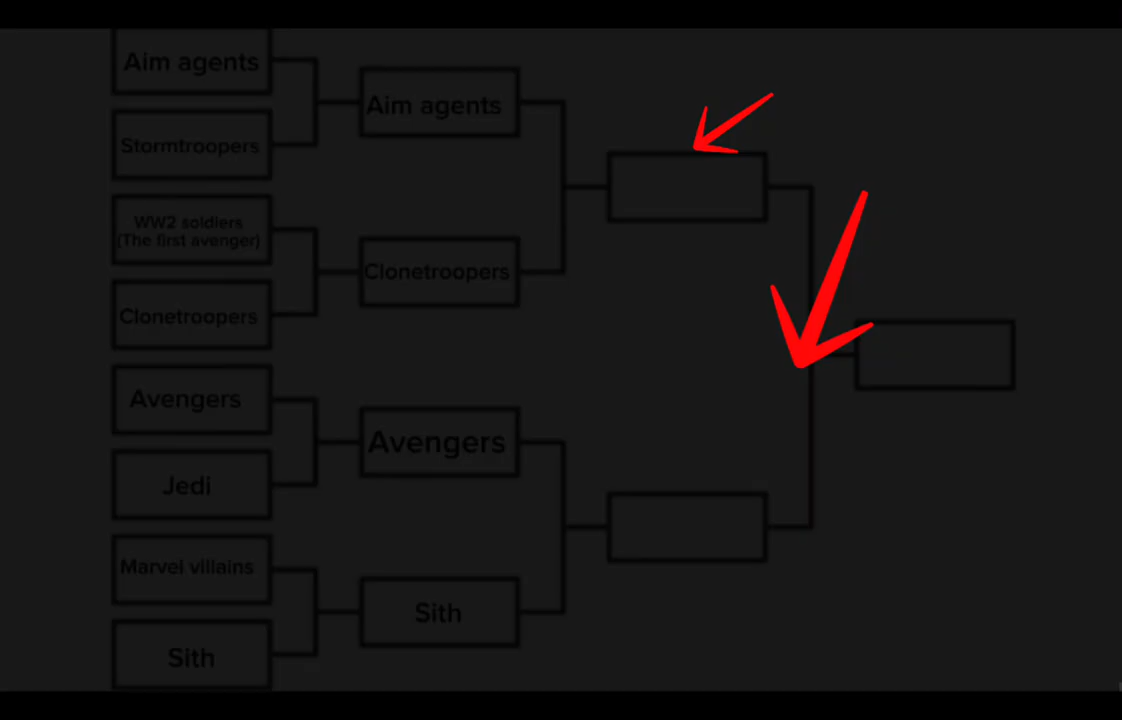 Aim agents
Stormtroopers
WW2 soldiers
(The first avenger)
Clonetroopers
Avengers
Jedi
Marvel villains
Sith
Aim agents
Clonetroopers
Avengers
Sith